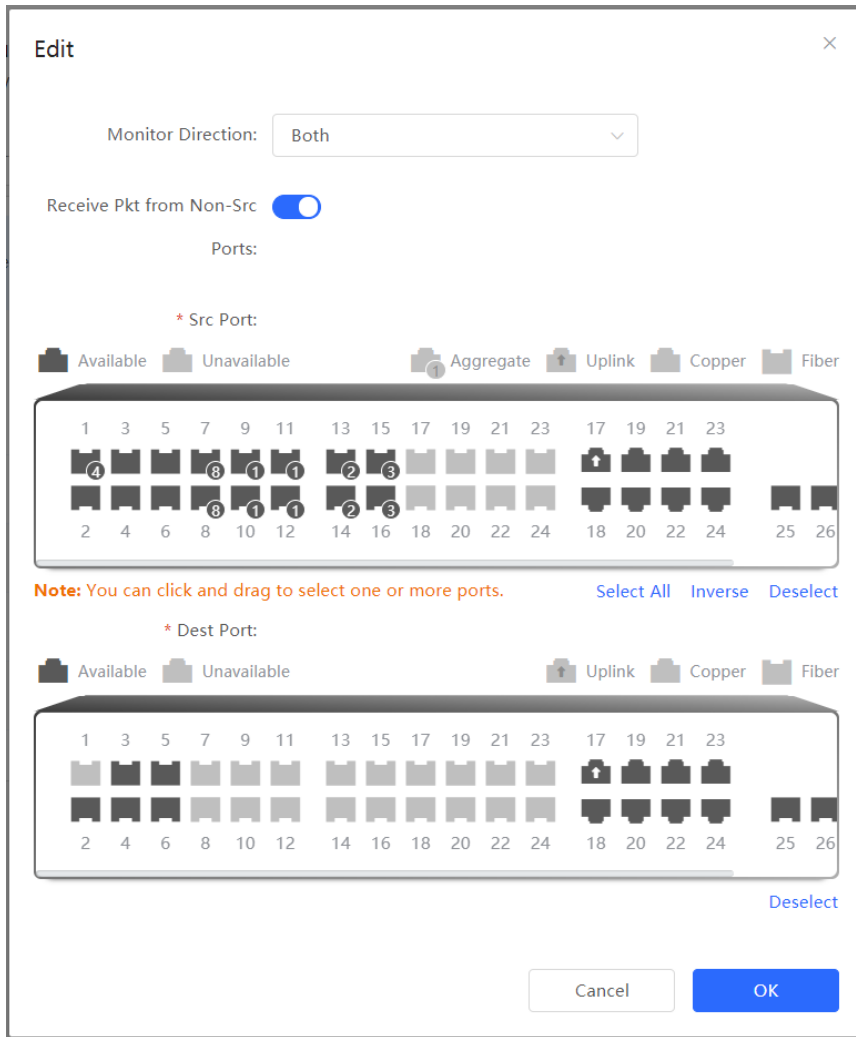 Edit
Monitor Direction: Both
Receive Pkt from Non-Src
Ports:
* Src Port:
Available Unavailable 1 Aggregate Uplink Copper Fiber
1 3 5 7 9 11 13 15 17 19 21 23 17 19 21 23
4 8 1 1 2 3
8 1 1 2 3
2 4 6 8 10 12 14 16 18 20 22 24 18 20 22 24 25 26
Note: You can click and drag to select one or more ports. Select All Inverse Deselect
* Dest Port:
Available Unavailable Uplink Copper Fiber
1 3 5 7 9 11 13 15 17 19 21 23 17 19 21 23
2 4 6 8 10 12 14 16 18 20 22 24 18 20 22 24 25 26
Deselect
Cancel OK